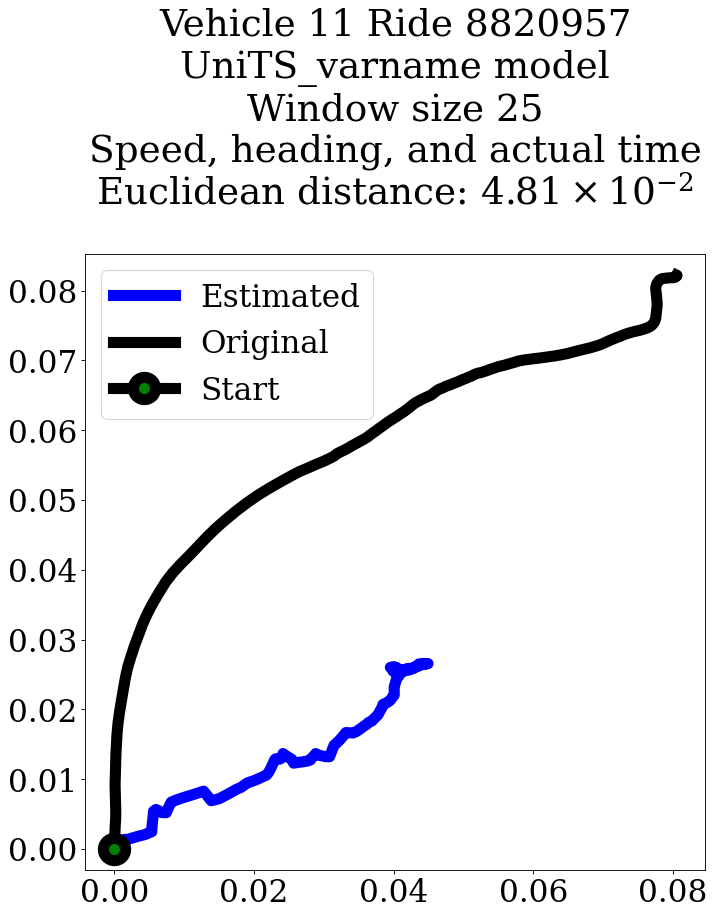 Vehicle 11 Ride 8820957
UniTS_varname model
Window size 25
Speed, heading, and actual time
Euclidean distance: 4.81 × 10⁻²
Estimated
Original
Start
0.08
0.07
0.06
0.05
0.04
0.03
0.02
0.01
0.00
0.00 0.02 0.04 0.06 0.08